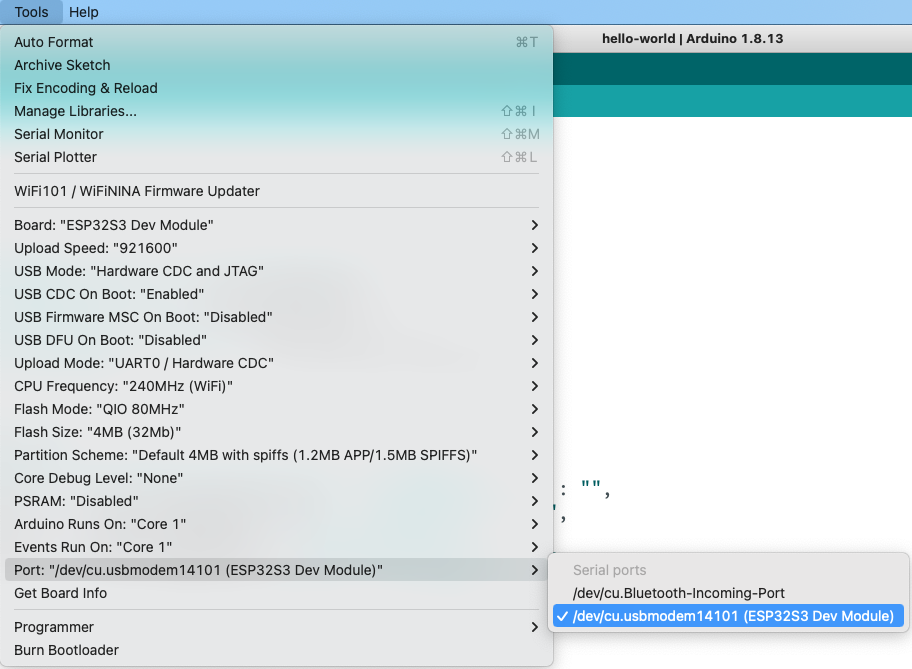 Tools Help
hello-world | Arduino 1.8.13
Auto Format ⌘T
Archive Sketch
Fix Encoding & Reload
Manage Libraries... ⇧⌘I
Serial Monitor ⇧⌘M
Serial Plotter ⇧⌘L
WiFi101 / WiFiNINA Firmware Updater
Board: "ESP32S3 Dev Module"
Upload Speed: "921600"
USB Mode: "Hardware CDC and JTAG"
USB CDC On Boot: "Enabled"
USB Firmware MSC On Boot: "Disabled"
USB DFU On Boot: "Disabled"
Upload Mode: "UART0 / Hardware CDC"
CPU Frequency: "240MHz (WiFi)"
Flash Mode: "QIO 80MHz"
Flash Size: "4MB (32Mb)"
Partition Scheme: "Default 4MB with spiffs (1.2MB APP/1.5MB SPIFFS)"
Core Debug Level: "None"
PSRAM: "Disabled"
Arduino Runs On: "Core 1"
Events Run On: "Core 1"
Port: "/dev/cu.usbmodem14101 (ESP32S3 Dev Module)"
Get Board Info
Programmer
Burn Bootloader
: "",
",
Serial ports
/dev/cu.Bluetooth-Incoming-Port
✓ /dev/cu.usbmodem14101 (ESP32S3 Dev Module)